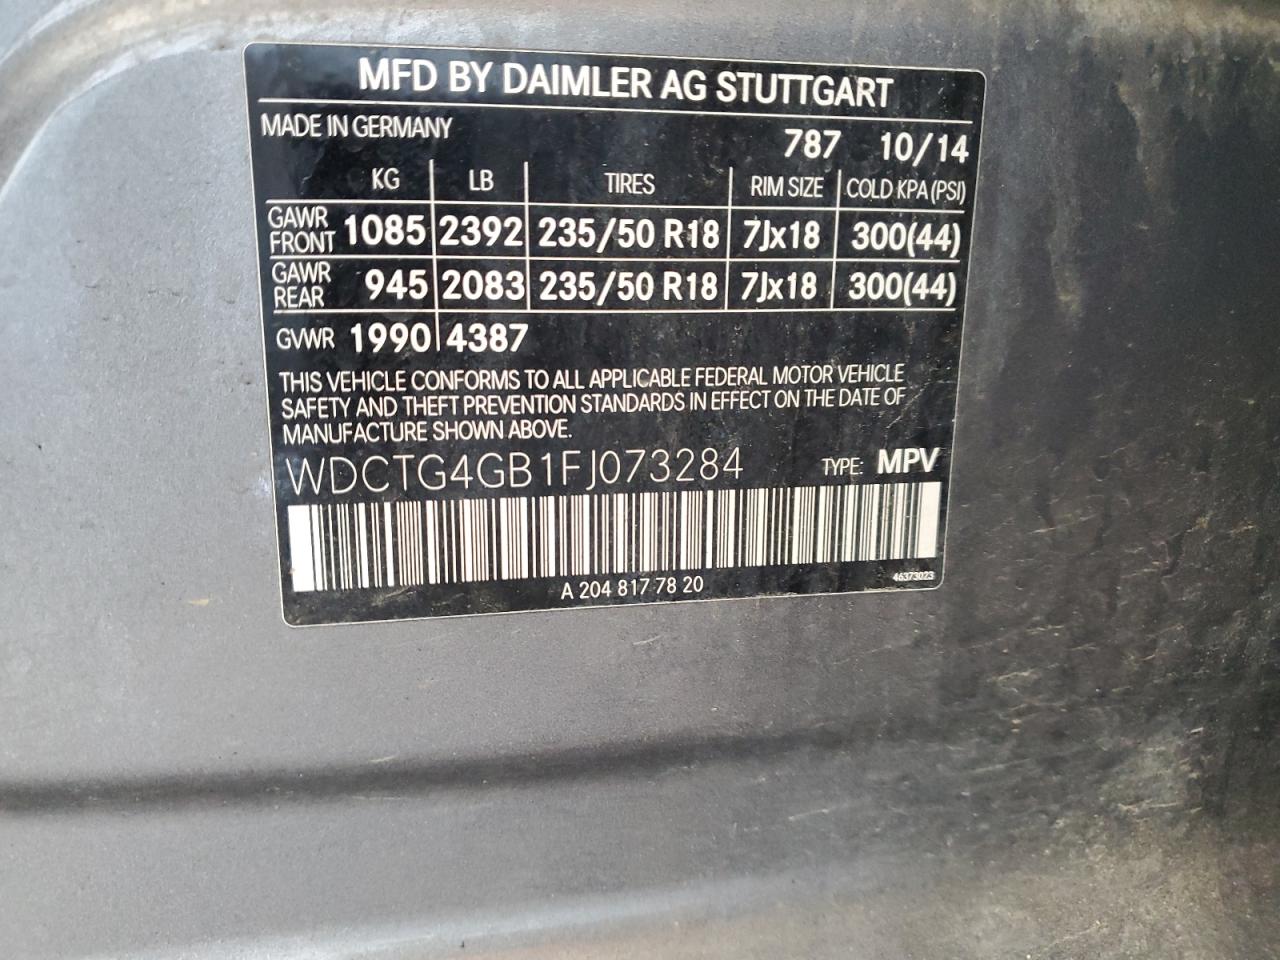 MFD BY DAIMLER AG STUTTGART
MADE IN GERMANY 787 10/14
KG LB TIRES RIM SIZE COLD KPA (PSI)
GAWR FRONT 1085 2392 235/50 R18 7Jx18 300(44)
GAWR REAR 945 2083 235/50 R18 7Jx18 300(44)
GVWR 1990 4387
THIS VEHICLE CONFORMS TO ALL APPLICABLE FEDERAL MOTOR VEHICLE
SAFETY AND THEFT PREVENTION STANDARDS IN EFFECT ON THE DATE OF
MANUFACTURE SHOWN ABOVE.
WDCTG4GB1FJ073284 TYPE: MPV
A 204 817 78 20 46373023